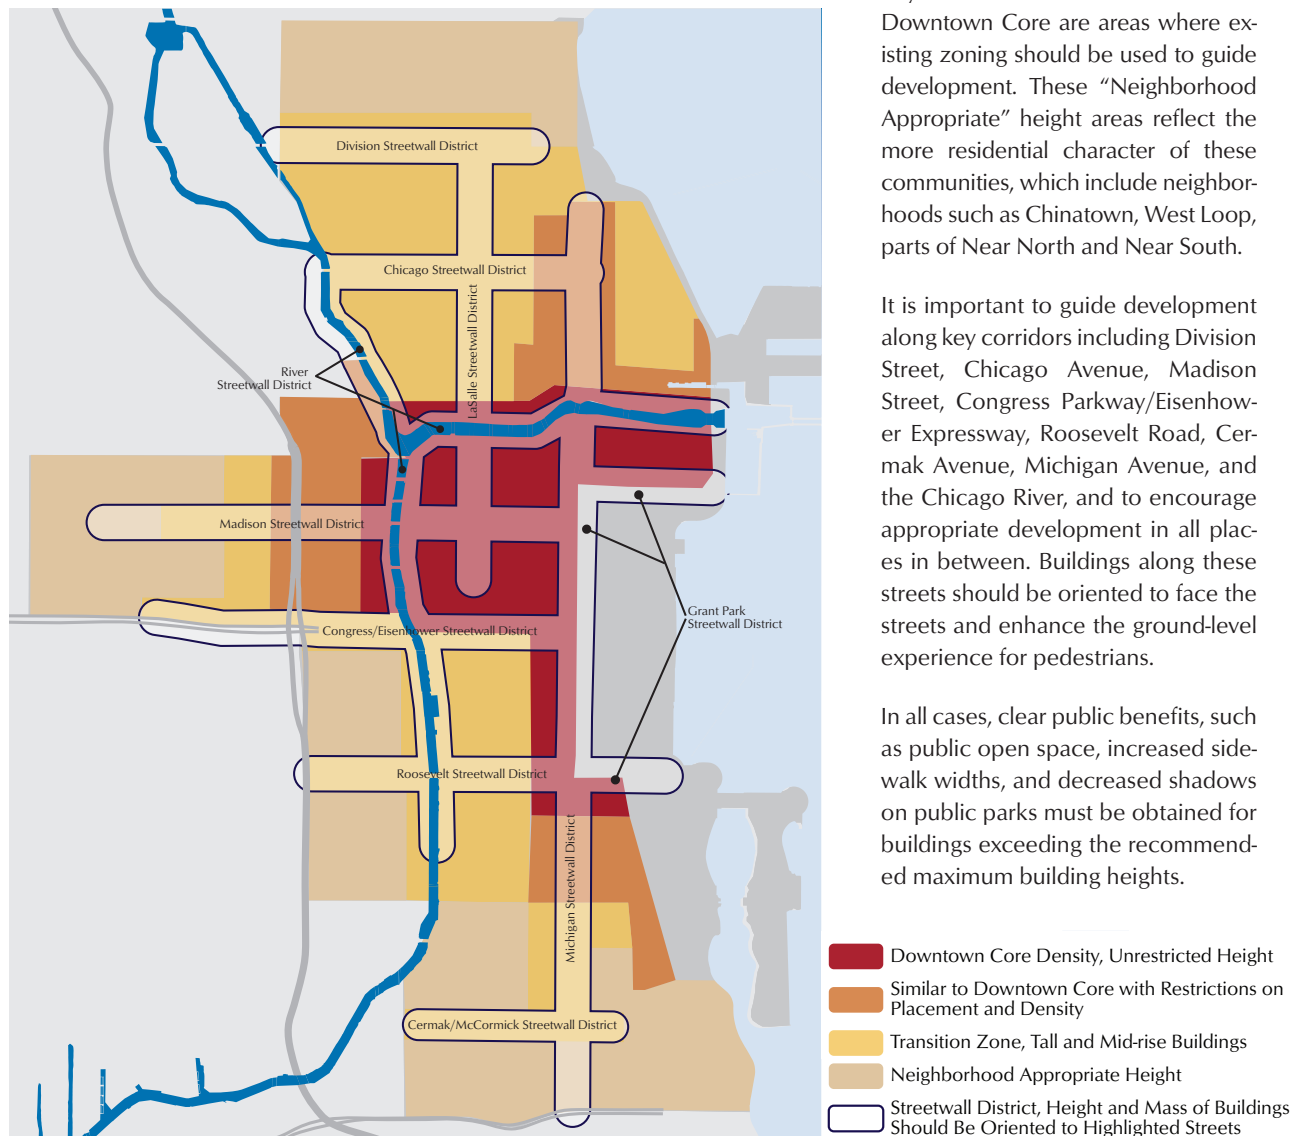 Downtown Core are areas where ex-
isting zoning should be used to guide
development. These “Neighborhood
Appropriate” height areas reflect the
more residential character of these
communities, which include neighbor-
hoods such as Chinatown, West Loop,
parts of Near North and Near South.
It is important to guide development
along key corridors including Division
Street, Chicago Avenue, Madison
Street, Congress Parkway/Eisenhow-
er Expressway, Roosevelt Road, Cer-
mak Avenue, Michigan Avenue, and
the Chicago River, and to encourage
appropriate development in all plac-
es in between. Buildings along these
streets should be oriented to face the
streets and enhance the ground-level
experience for pedestrians.
In all cases, clear public benefits, such
as public open space, increased side-
walk widths, and decreased shadows
on public parks must be obtained for
buildings exceeding the recommend-
ed maximum building heights.
Division Streetwall District
Chicago Streetwall District
LaSalle Streetwall District
River
Streetwall District
Madison Streetwall District
Grant Park
Streetwall District
Congress/Eisenhower Streetwall District
Roosevelt Streetwall District
Michigan Streetwall District
Cermak/McCormick Streetwall District
Downtown Core Density, Unrestricted Height
Similar to Downtown Core with Restrictions on
Placement and Density
Transition Zone, Tall and Mid-rise Buildings
Neighborhood Appropriate Height
Streetwall District, Height and Mass of Buildings
Should Be Oriented to Highlighted Streets